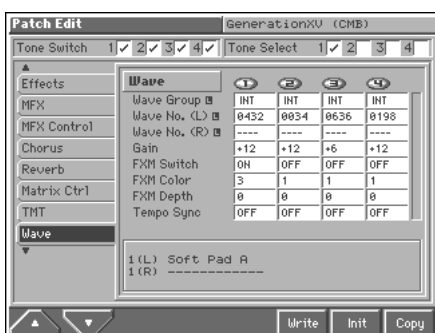 Patch Edit GenerationXV (CMB)
Tone Switch 1 2 3 4 Tone Select 1 2 3 4
Effects
MFX
MFX Control
Chorus
Reverb
Matrix Ctrl
TMT
Wave
Wave 1 2 3 4
Wave Group INT INT INT INT
Wave No. (L) 0432 0034 0636 0198
Wave No. (R) ---- ---- ---- ----
Gain +12 +12 +6 +12
FXM Switch ON OFF OFF OFF
FXM Color 3 1 1 1
FXM Depth 0 0 0 0
Tempo Sync OFF OFF OFF OFF
1(L) Soft Pad A
1(R) ------------
Write Init Copy